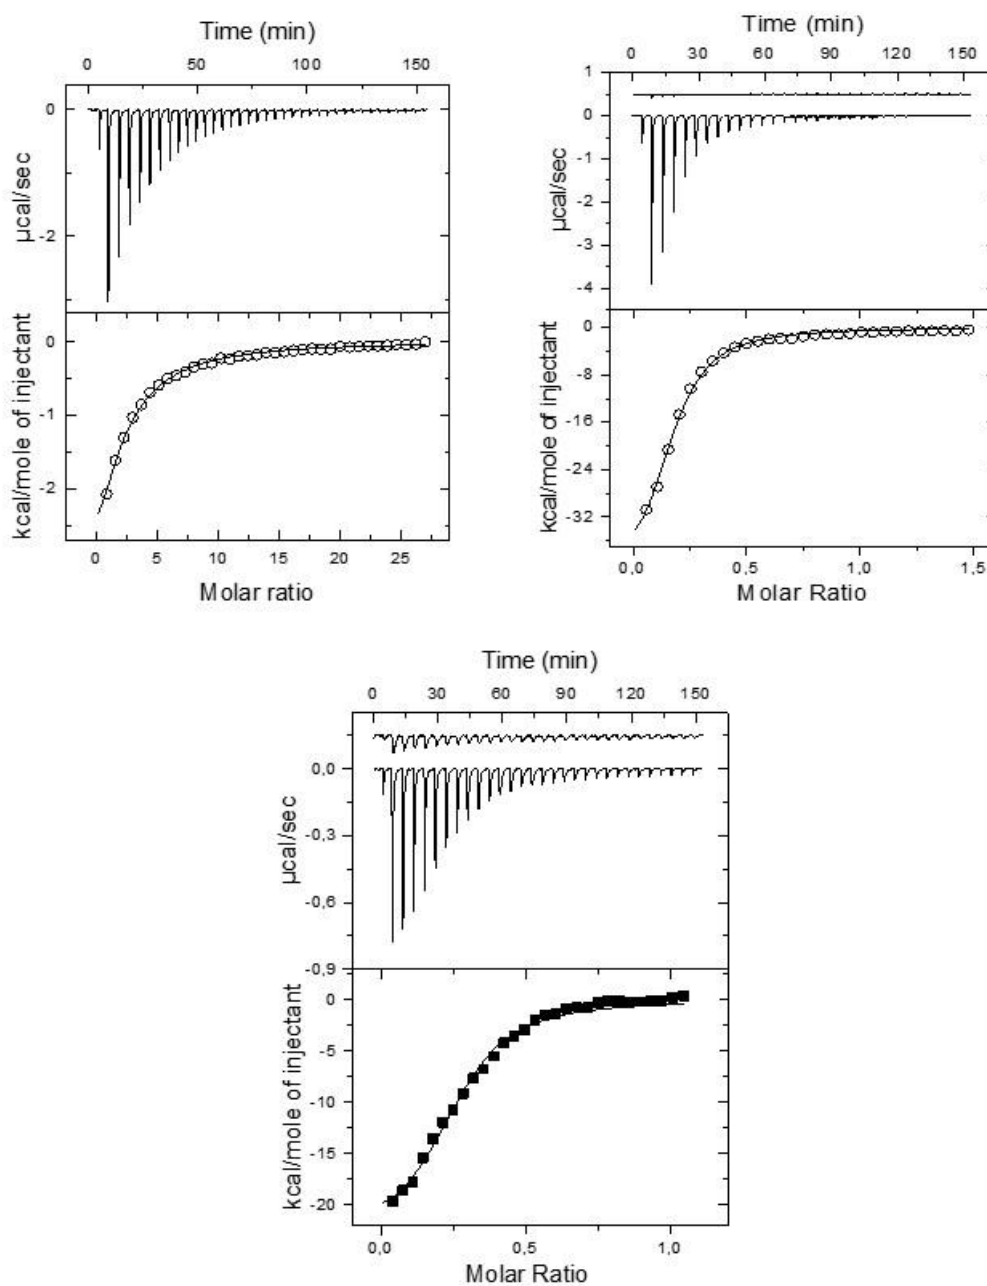 Time (min)
0 50 100 150
0
-2
µcal/sec
0
-1
-2
kcal/mole of injectant
0 5 10 15 20 25
Molar ratio
Time (min)
0 30 60 90 120 150
1
0
-1
-2
-3
-4
µcal/sec
0
-8
-16
-24
-32
kcal/mole of injectant
0,0 0,5 1,0 1,5
Molar Ratio
Time (min)
0 30 60 90 120 150
0,0
-0,3
-0,6
-0,9
µcal/sec
0
-5
-10
-15
-20
kcal/mole of injectant
0,0 0,5 1,0
Molar Ratio